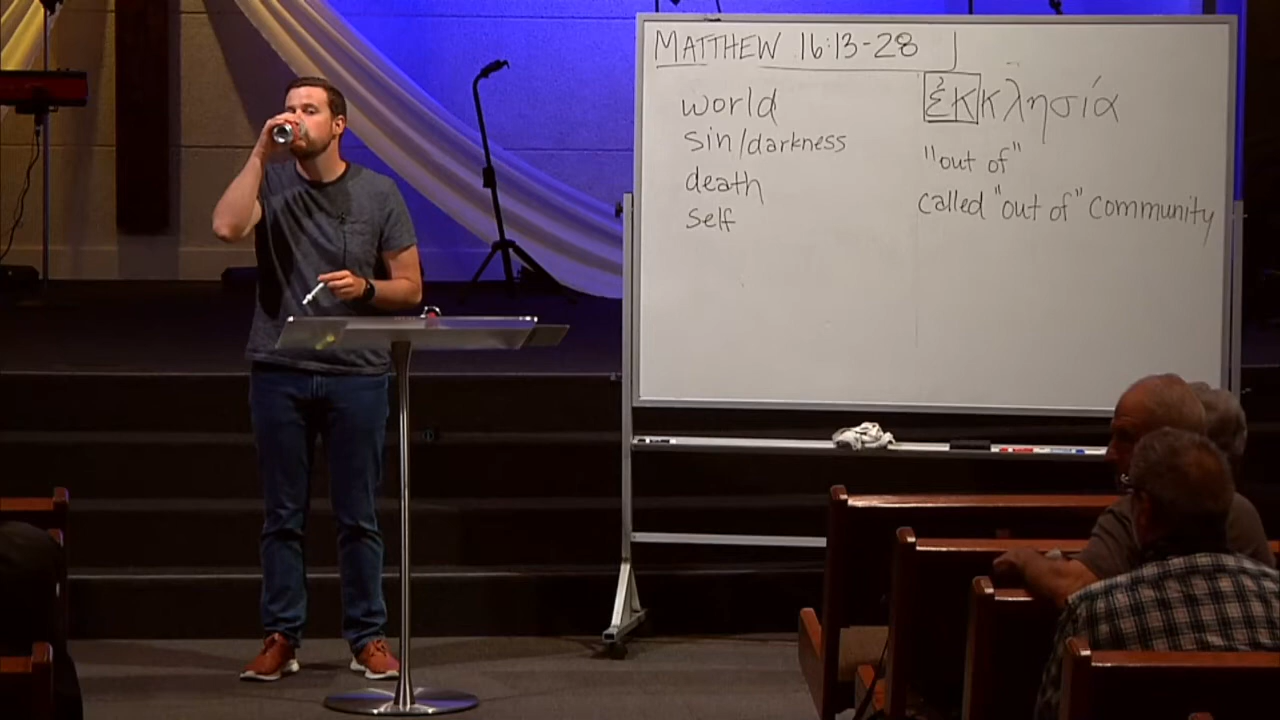 MATTHEW 16:13-28
world
sin/darkness
death
self
ἐκκλησία
"out of"
called "out of" community